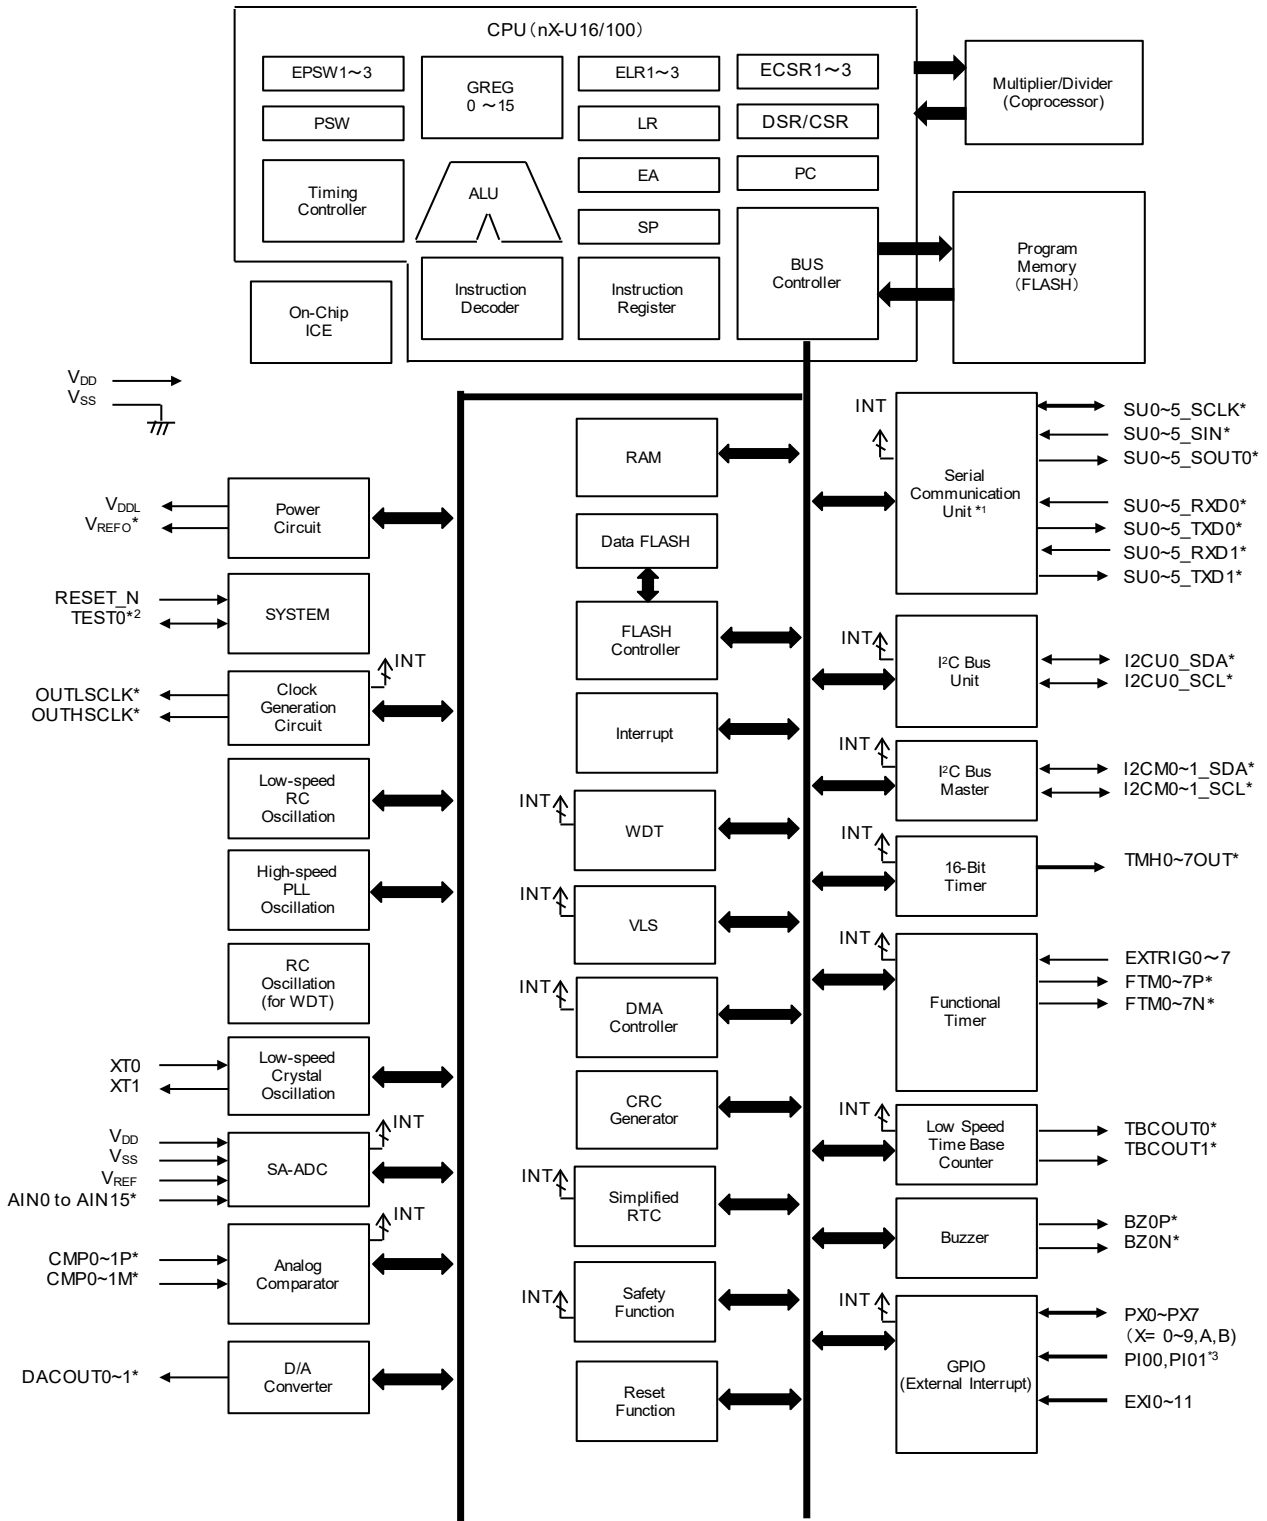 CPU（nX-U16/100）
EPSW1～3
GREG
0 ～15
ELR1～3
ECSR1～3
PSW
LR
DSR/CSR
Timing
Controller
ALU
EA
PC
SP
BUS
Controller
Instruction
Decoder
Instruction
Register
On-Chip
ICE
Multiplier/Divider
(Coprocessor)
Program
Memory
（FLASH）
VDD
VSS
VDDL
VREFO*
Power
Circuit
RESET_N
TEST0*2
SYSTEM
OUTLSCLK*
OUTHSCLK*
Clock
Generation
Circuit
INT
Low-speed
RC
Oscillation
High-speed
PLL
Oscillation
RC
Oscillation
(for WDT)
XT0
XT1
Low-speed
Crystal
Oscillation
VDD
VSS
VREF
AIN0 to AIN15*
SA-ADC
INT
CMP0~1P*
CMP0~1M*
Analog
Comparator
INT
DACOUT0~1*
D/A
Converter
RAM
Data FLASH
FLASH
Controller
Interrupt
INT
WDT
INT
VLS
INT
DMA
Controller
CRC
Generator
INT
Simplified
RTC
INT
Safety
Function
Reset
Function
INT
Serial
Communication
Unit *1
SU0~5_SCLK*
SU0~5_SIN*
SU0~5_SOUT0*
SU0~5_RXD0*
SU0~5_TXD0*
SU0~5_RXD1*
SU0~5_TXD1*
INT
I²C Bus
Unit
I2CU0_SDA*
I2CU0_SCL*
INT
I²C Bus
Master
I2CM0~1_SDA*
I2CM0~1_SCL*
INT
16-Bit
Timer
TMH0~7OUT*
INT
Functional
Timer
EXTRIG0～7
FTM0~7P*
FTM0~7N*
INT
Low Speed
Time Base
Counter
TBCOUT0*
TBCOUT1*
Buzzer
BZ0P*
BZ0N*
INT
GPIO
(External Interrupt)
PX0~PX7
（X= 0~9,A,B)
PI00,PI01*3
EXI0~11